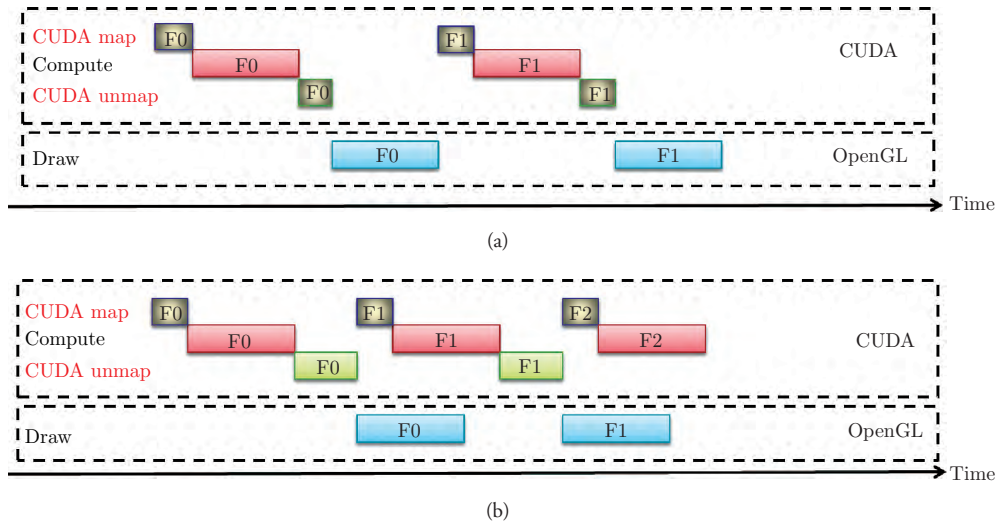 CUDA map F0 F1
Compute F0 F1 CUDA
CUDA unmap F0 F1
Draw F0 F1 OpenGL
Time
(a)
CUDA map F0 F1 F2
Compute F0 F1 F2 CUDA
CUDA unmap F0 F1
Draw F0 F1 OpenGL
Time
(b)